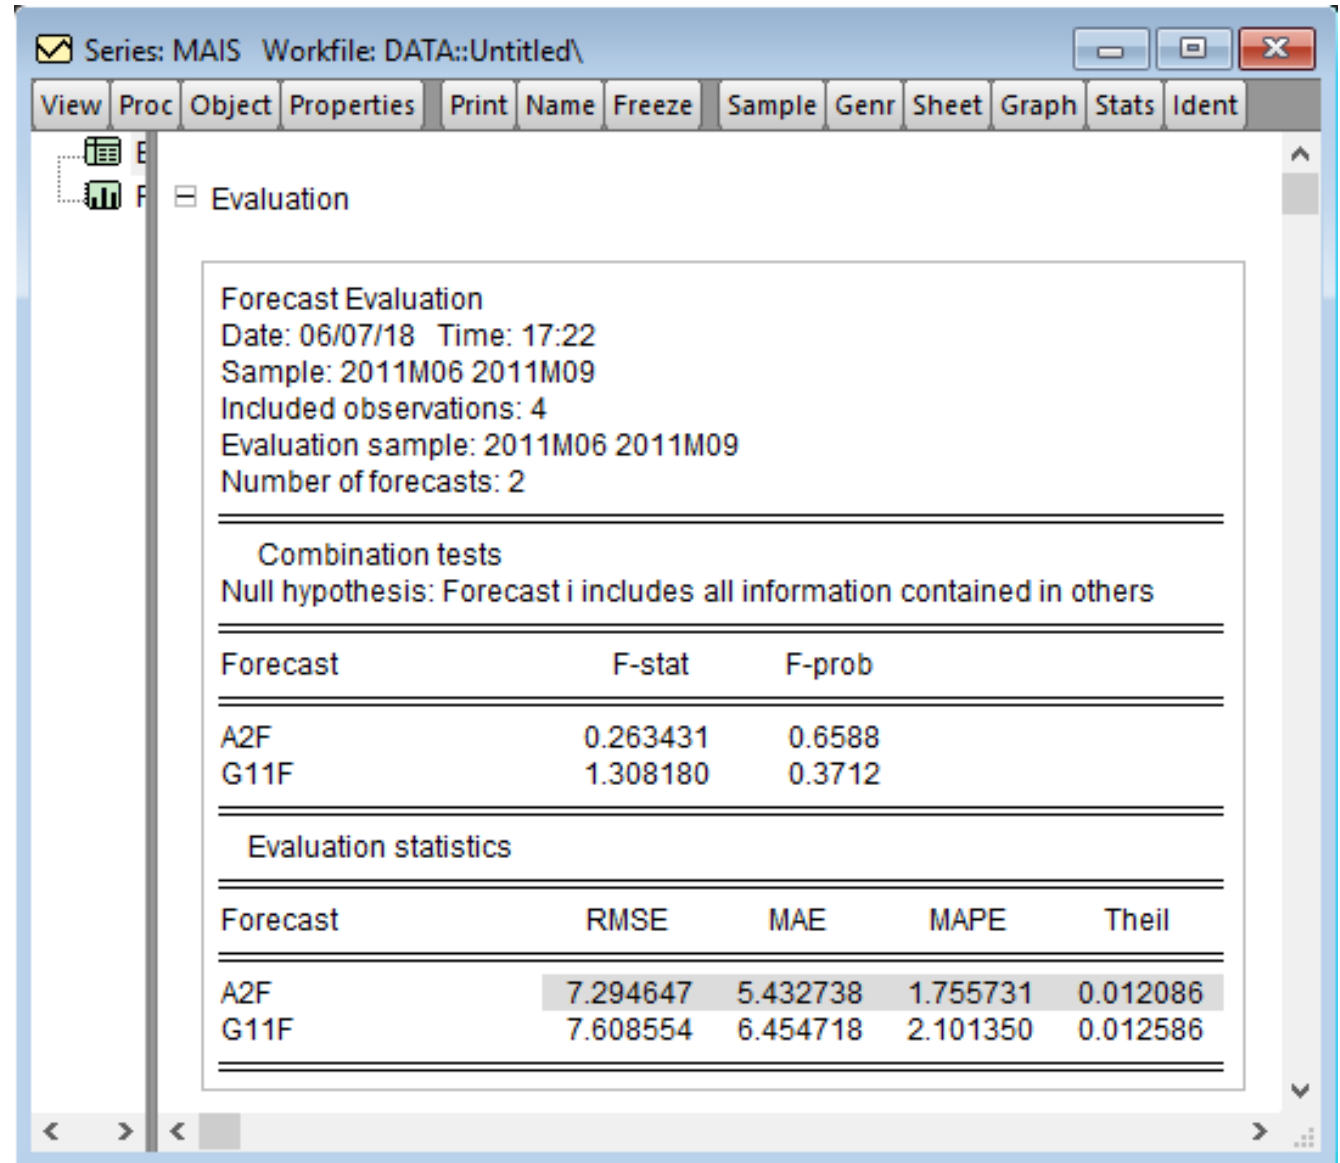 Series: MAIS Workfile: DATA::Untitled\
View Proc Object Properties Print Name Freeze Sample Genr Sheet Graph Stats Ident
Evaluation
Forecast Evaluation
Date: 06/07/18 Time: 17:22
Sample: 2011M06 2011M09
Included observations: 4
Evaluation sample: 2011M06 2011M09
Number of forecasts: 2
Combination tests
Null hypothesis: Forecast i includes all information contained in others
Forecast F-stat F-prob
A2F 0.263431 0.6588
G11F 1.308180 0.3712
Evaluation statistics
Forecast RMSE MAE MAPE Theil
A2F 7.294647 5.432738 1.755731 0.012086
G11F 7.608554 6.454718 2.101350 0.012586